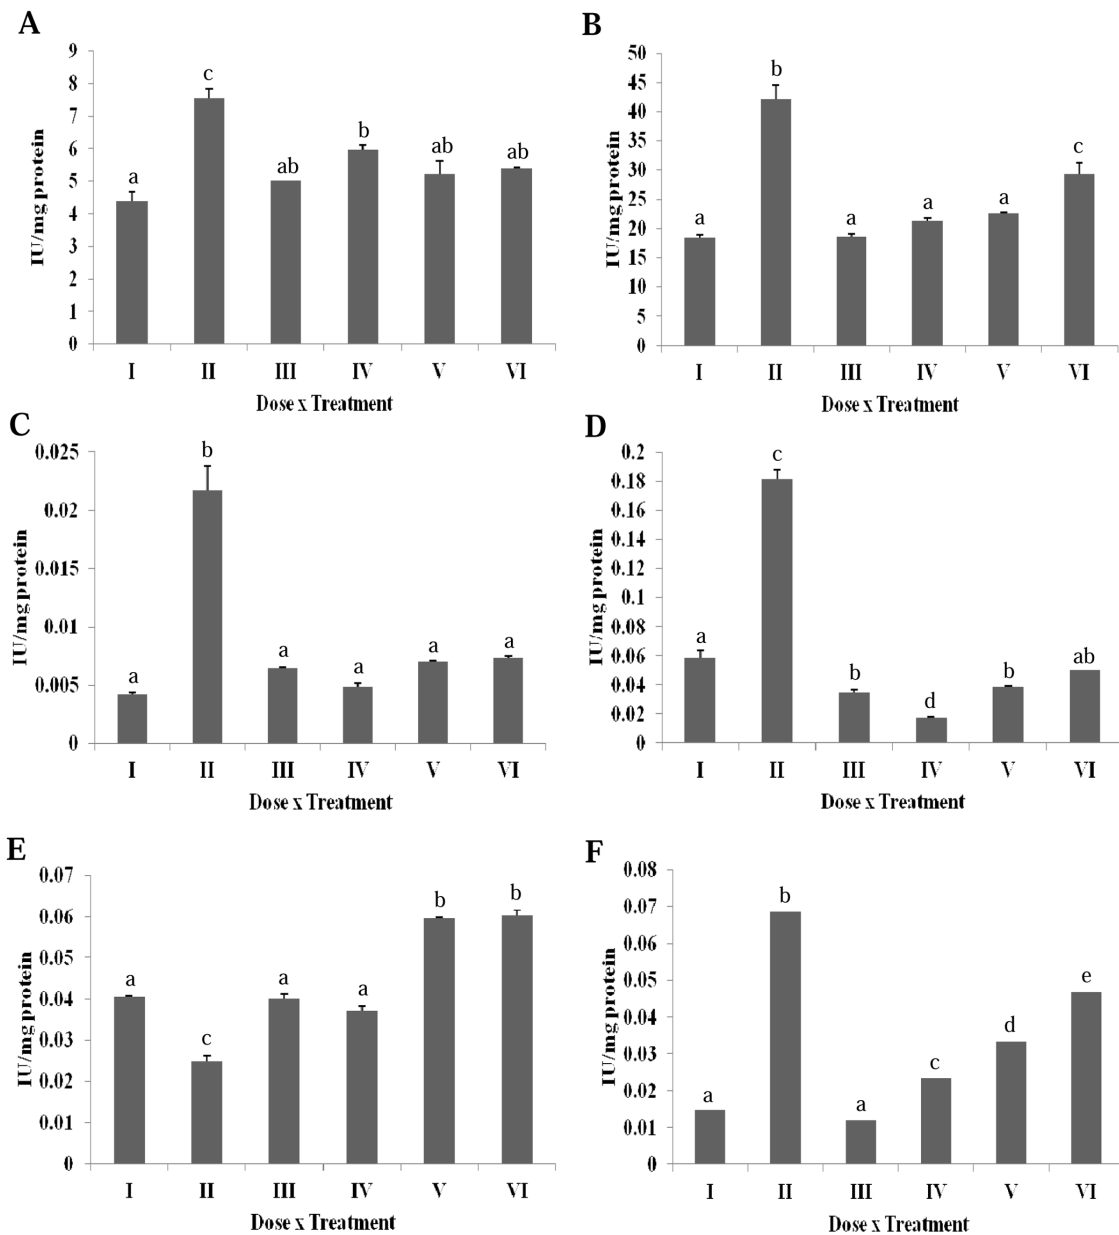 A
9
8
7
6
5
4
3
2
1
0
IU/mg protein
a
c
ab
b
ab
ab
I II III IV V VI
Dose x Treatment
B
50
45
40
35
30
25
20
15
10
5
0
IU/mg protein
a
b
a
a
a
c
I II III IV V VI
Dose x Treatment
C
0.025
0.02
0.015
0.01
0.005
0
IU/mg protein
a
b
a
a
a
a
I II III IV V VI
Dose x Treatment
D
0.2
0.18
0.16
0.14
0.12
0.1
0.08
0.06
0.04
0.02
0
IU/mg protein
a
c
b
d
b
ab
I II III IV V VI
Dose x Treatment
E
0.07
0.06
0.05
0.04
0.03
0.02
0.01
0
IU/mg protein
a
c
a
a
b
b
I II III IV V VI
Dose x Treatment
F
0.08
0.07
0.06
0.05
0.04
0.03
0.02
0.01
0
IU/mg protein
a
b
a
c
d
e
I II III IV V VI
Dose x Treatment